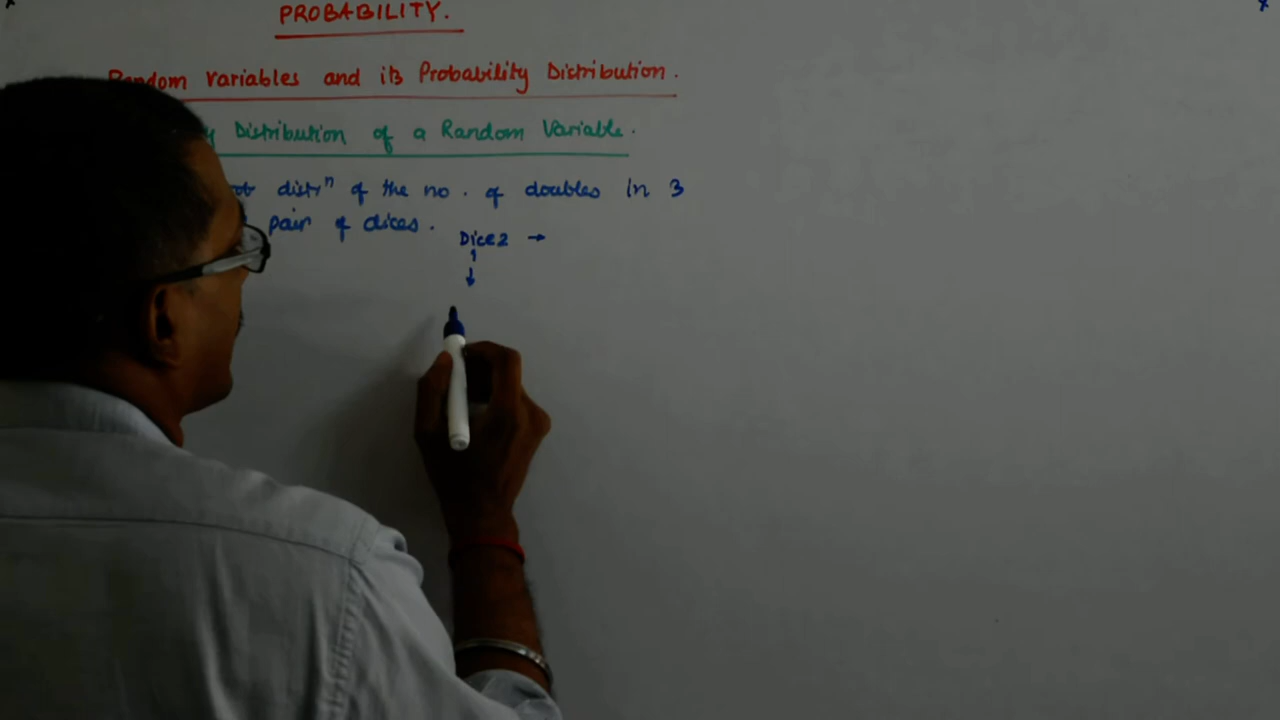 PROBABILITY.
Random Variables and its Probability Distribution.
Distribution of a Random Variable.
distrⁿ of the no. of doubles in 3
pair of dices.
Dice 2 →
1
↓